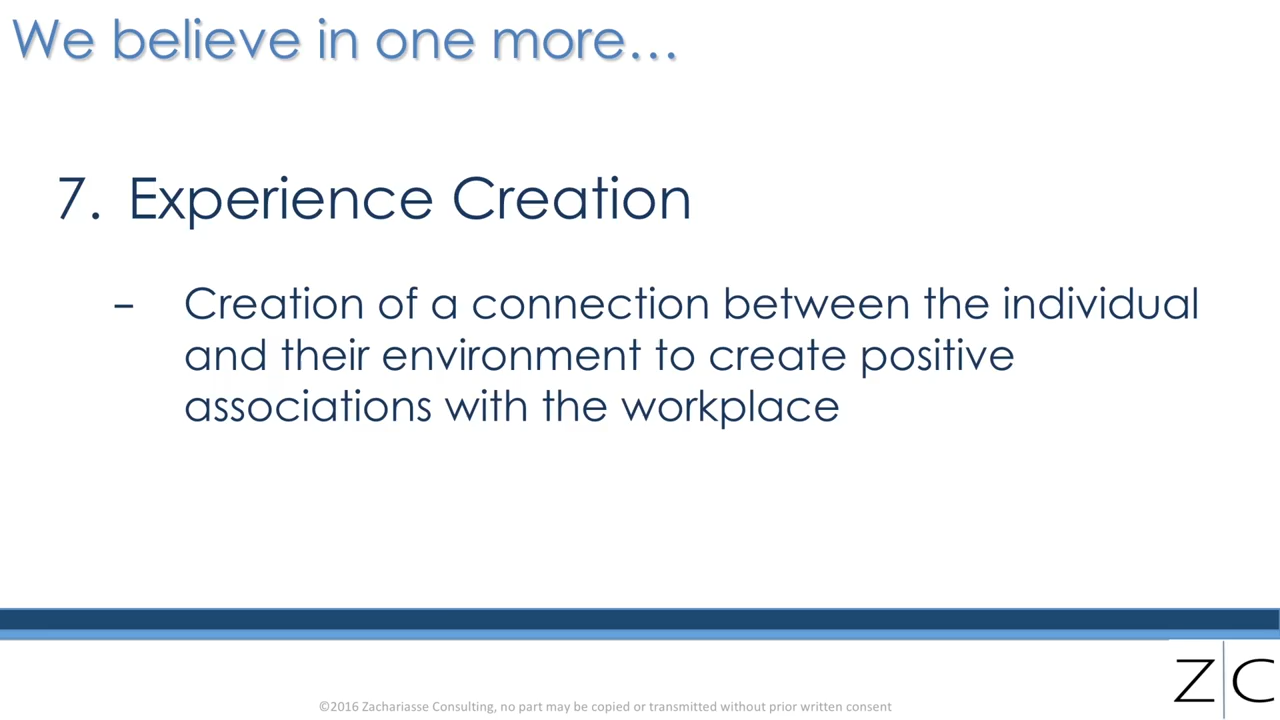 We believe in one more…
7. Experience Creation
– Creation of a connection between the individual
and their environment to create positive
associations with the workplace
Z|C
©2016 Zachariasse Consulting, no part may be copied or transmitted without prior written consent